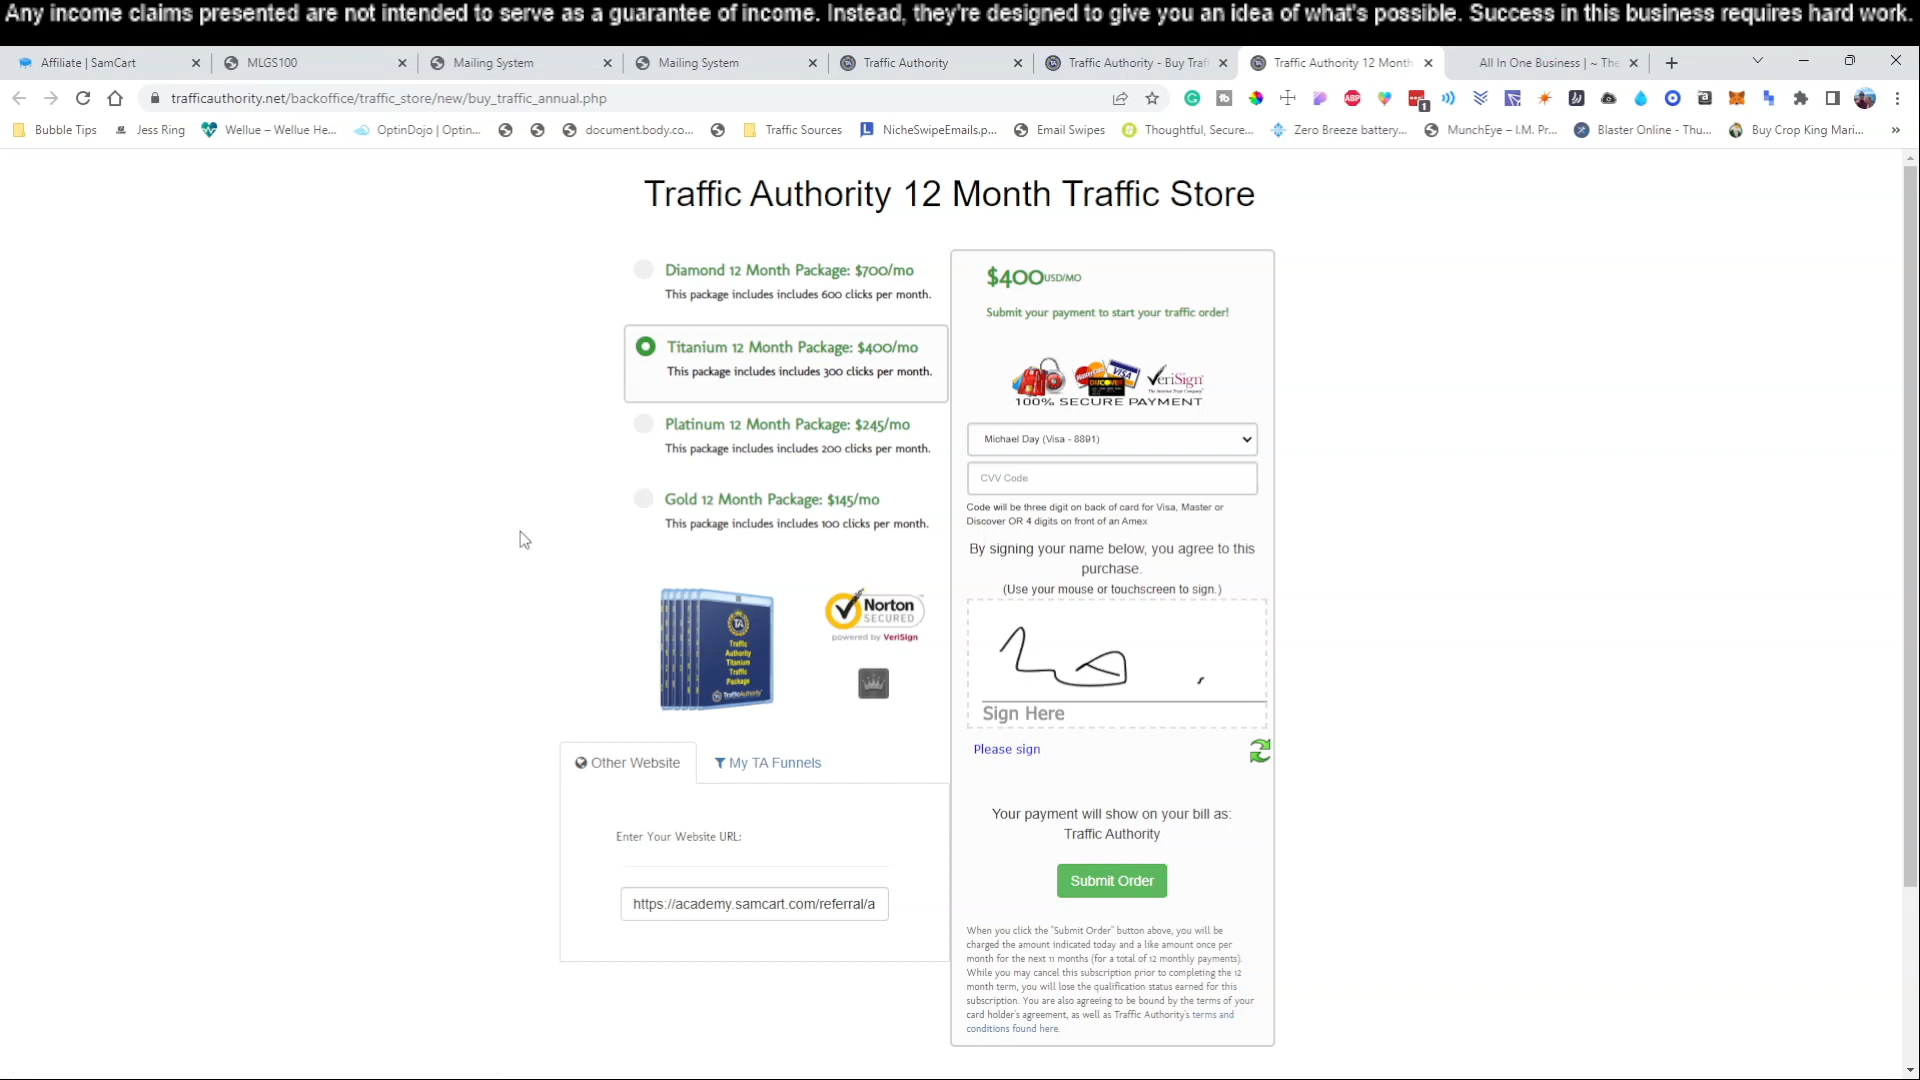 Any income claims presented are not intended to serve as a guarantee of income. Instead, they're designed to give you an idea of what's possible. Success in this business requires hard work.
Affiliate | SamCart
MLGS100
Mailing System
Mailing System
Traffic Authority
Traffic Authority - Buy Traf
Traffic Authority 12 Month
All In One Business | ~ The
trafficauthority.net/backoffice/traffic_store/new/buy_traffic_annual.php
Bubble Tips
Jess Ring
Wellue – Wellue He...
OptinDojo | Optin...
document.body.co...
Traffic Sources
NicheSwipeEmails.p...
Email Swipes
Thoughtful, Secure...
Zero Breeze battery...
MunchEye – I.M. Pr...
Blaster Online - Thu...
Buy Crop King Mari...
Traffic Authority 12 Month Traffic Store
Diamond 12 Month Package: $700/mo
This package includes includes 600 clicks per month.
Titanium 12 Month Package: $400/mo
This package includes includes 300 clicks per month.
Platinum 12 Month Package: $245/mo
This package includes includes 200 clicks per month.
Gold 12 Month Package: $145/mo
This package includes includes 100 clicks per month.
TA
Traffic
Authority
Titanium
Traffic
Package
TrafficAuthority
Norton
SECURED
powered by VeriSign
Other Website
My TA Funnels
Enter Your Website URL:
https://academy.samcart.com/referral/a
$400USD/MO
Submit your payment to start your traffic order!
MasterCard
VISA
DISCOVER
VeriSign
100% SECURE PAYMENT
Michael Day (Visa - 8891)
CVV Code
Code will be three digit on back of card for Visa, Master or
Discover OR 4 digits on front of an Amex
By signing your name below, you agree to this
purchase.
(Use your mouse or touchscreen to sign.)
Sign Here
Please sign
Your payment will show on your bill as:
Traffic Authority
Submit Order
When you click the "Submit Order" button above, you will be
charged the amount indicated today and a like amount once per
month for the next 11 months (for a total of 12 monthly payments).
While you may cancel this subscription prior to completing the 12
month term, you will lose the qualification status earned for this
subscription. You are also agreeing to be bound by the terms of your
card holder's agreement, as well as Traffic Authority's terms and
conditions found here.